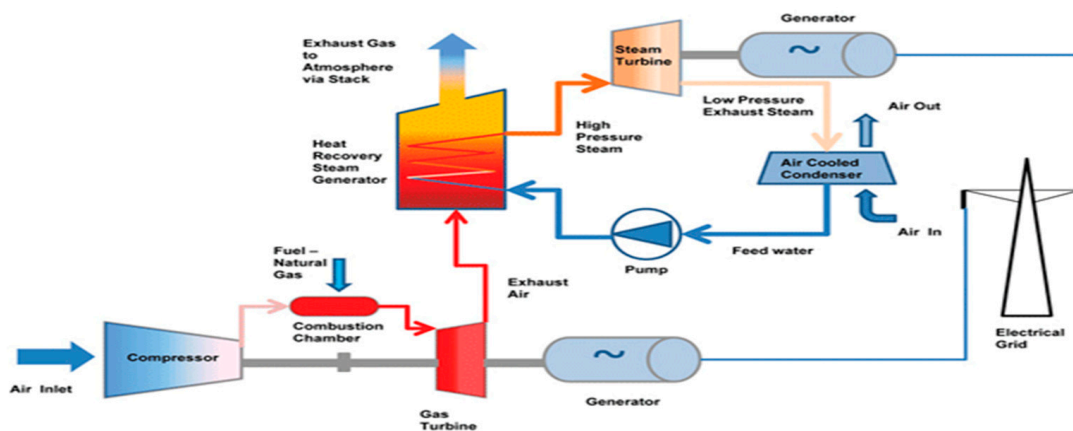 Generator
Exhaust Gas
to
Atmosphere
via Stack
Steam
Turbine
~
Low Pressure
Exhaust Steam
Air Out
High
Pressure
Steam
Heat
Recovery
Steam
Generator
Air Cooled
Condenser
Fuel –
Natural
Gas
Pump
Feed water
Air In
Exhaust
Air
Combustion
Chamber
Compressor
~
Electrical
Grid
Air Inlet
Gas
Turbine
Generator